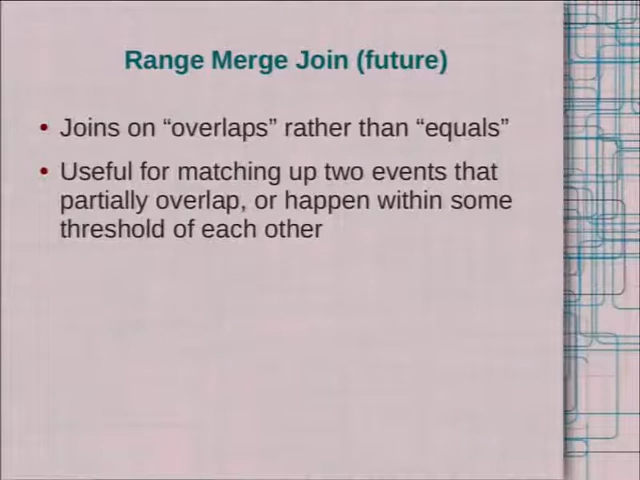 Range Merge Join (future)
• Joins on “overlaps” rather than “equals”
• Useful for matching up two events that
partially overlap, or happen within some
threshold of each other